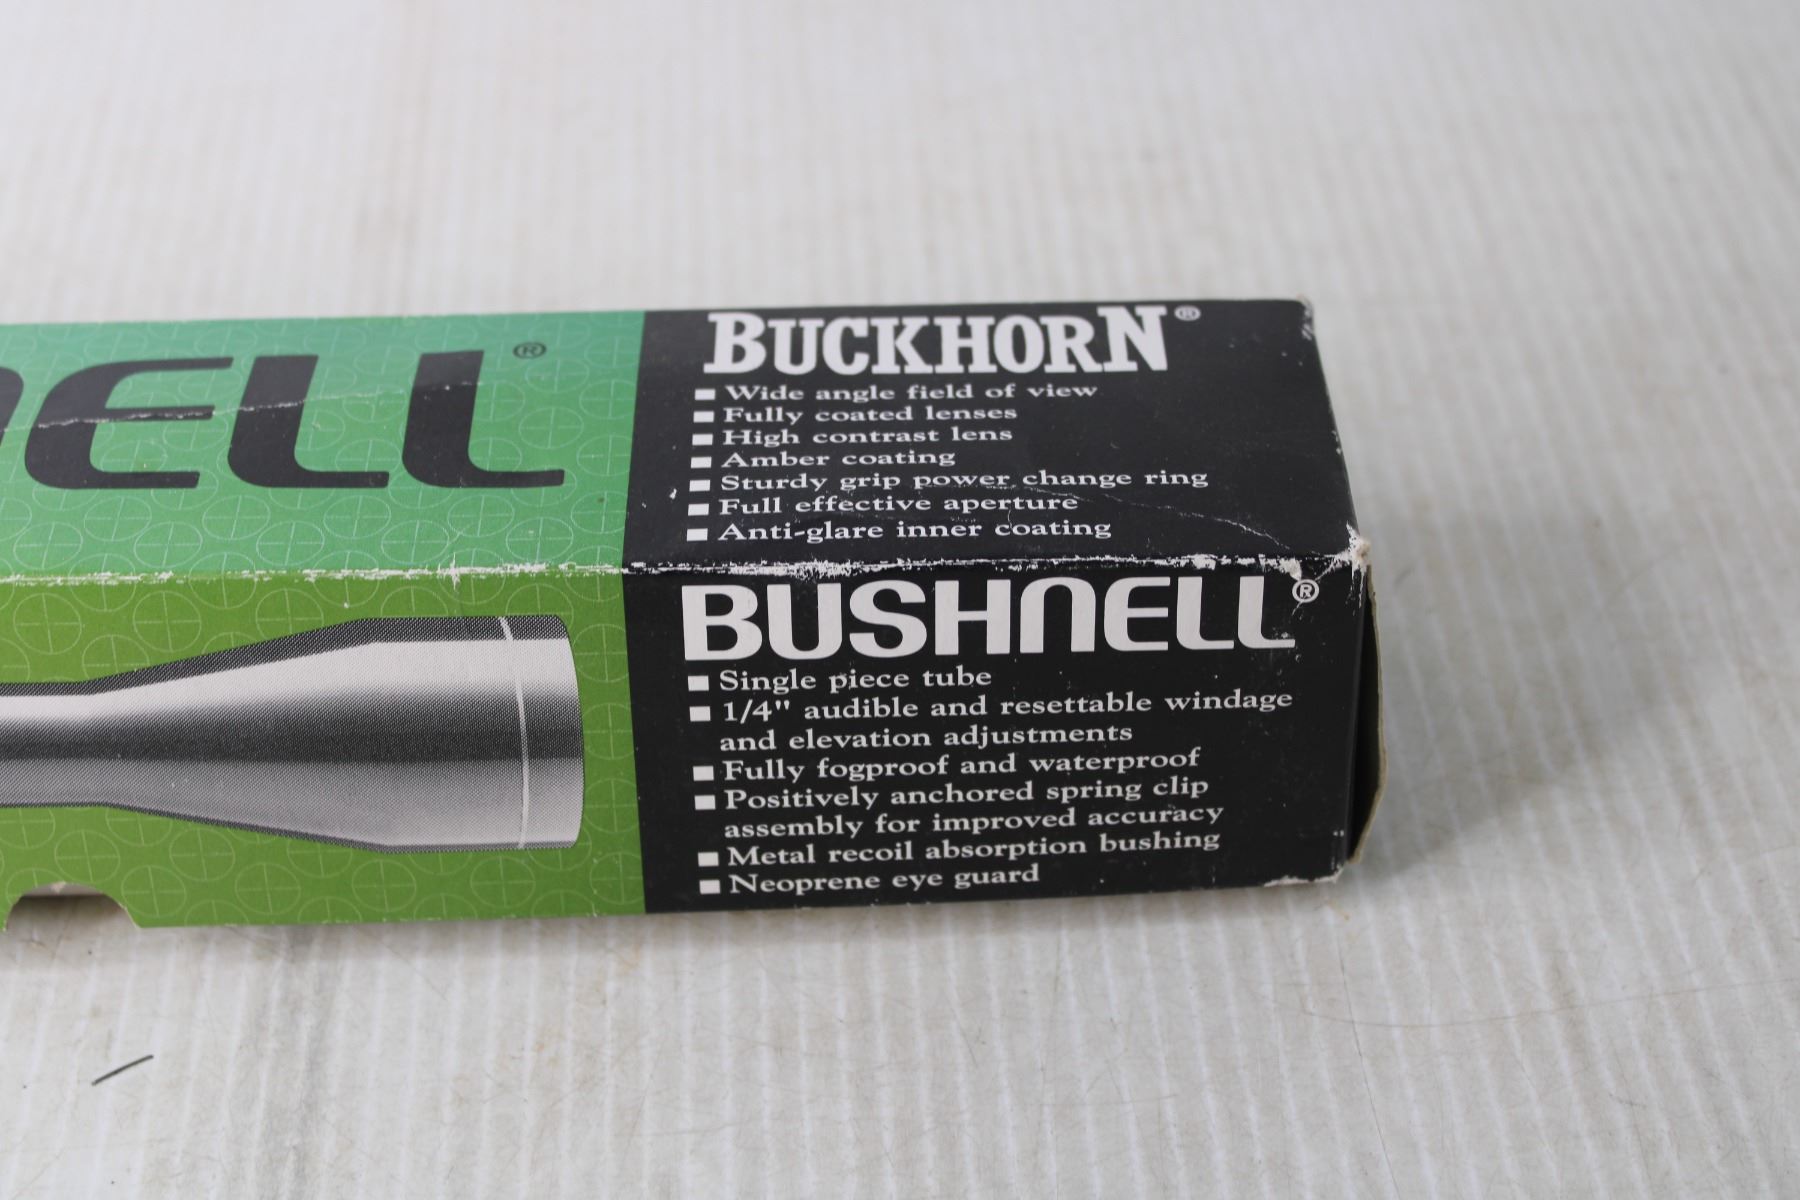 NELL®
BUCKHORN®
Wide angle field of view
Fully coated lenses
High contrast lens
Amber coating
Sturdy grip power change ring
Full effective aperture
Anti-glare inner coating
BUSHNELL®
Single piece tube
1/4" audible and resettable windage
and elevation adjustments
Fully fogproof and waterproof
Positively anchored spring clip
assembly for improved accuracy
Metal recoil absorption bushing
Neoprene eye guard